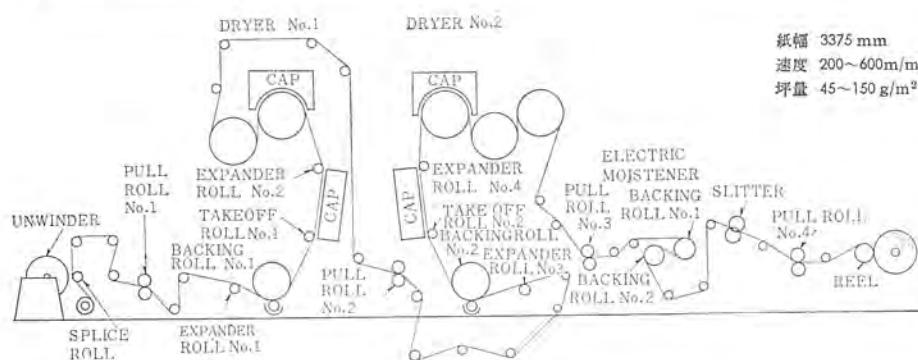 DRYER No.1
DRYER No.2
紙幅 3375 mm
速度 200~600m/m
坪量 45~150 g/m²
CAP
CAP
PULL
ROLL
No.1
EXPANDER
ROLL No.2
CAP
CAP
EXPANDER
ROLL No.4
ELECTRIC
MOISTENER
BACKING
ROLL No.1
SLITTER
UNWINDER
TAKEOFF
ROLL No.1
BACKING
ROLL No.1
TAKE OFF
ROLL No.2
BACKING ROLL
No.2
PULL
ROLL
No.3
PULL ROLL
No.4
EXPANDER
ROLL No.3
PULL
ROLL
No.2
BACKING
ROLL No.2
REEL
SPLICE
ROLL
EXPANDER
ROLL No.1